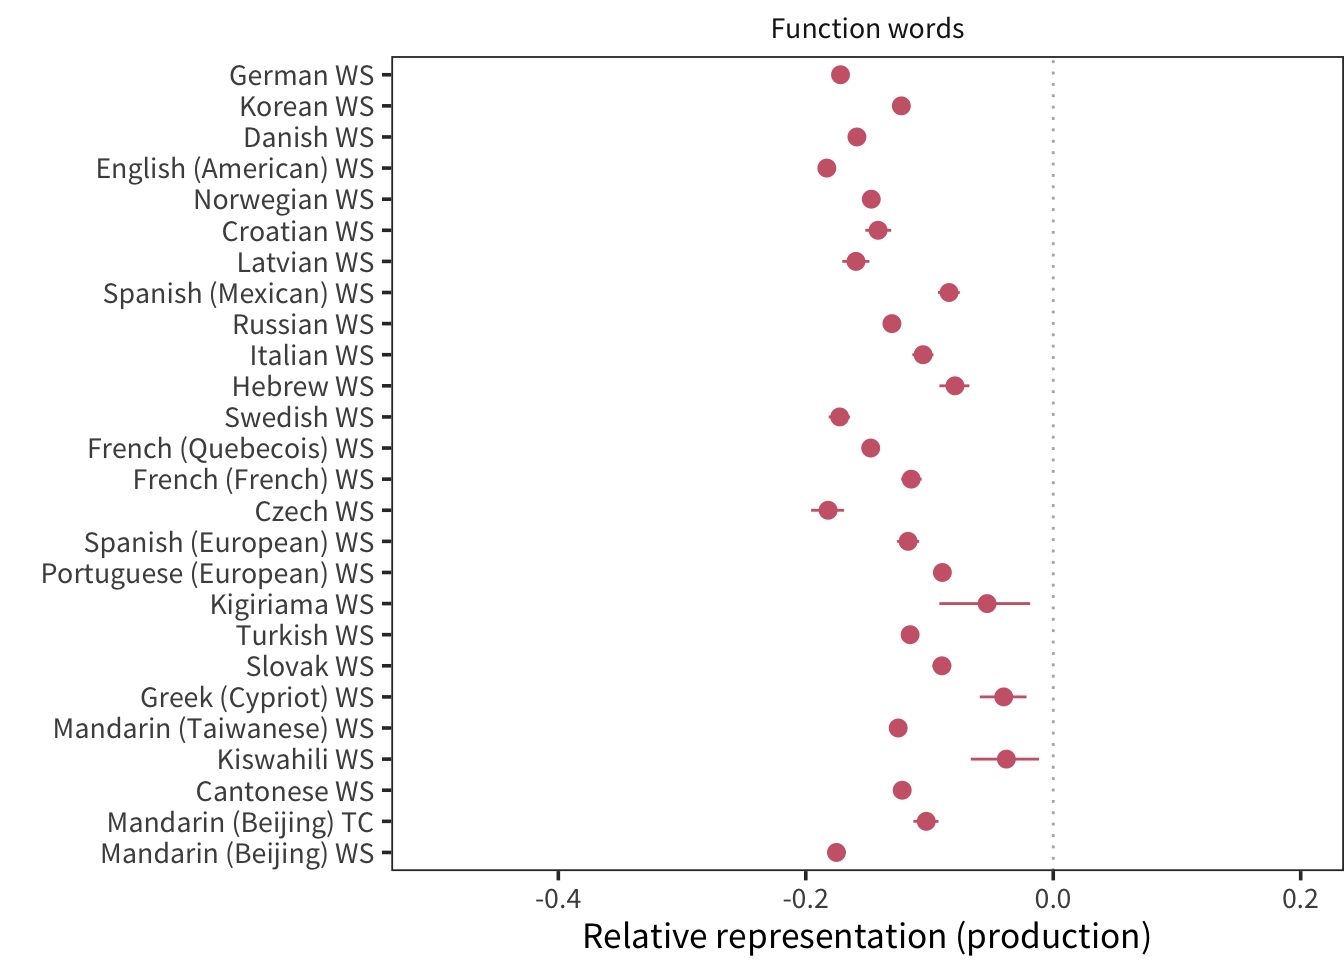 Function words
German WS
Korean WS
Danish WS
English (American) WS
Norwegian WS
Croatian WS
Latvian WS
Spanish (Mexican) WS
Russian WS
Italian WS
Hebrew WS
Swedish WS
French (Quebecois) WS
French (French) WS
Czech WS
Spanish (European) WS
Portuguese (European) WS
Kigiriama WS
Turkish WS
Slovak WS
Greek (Cypriot) WS
Mandarin (Taiwanese) WS
Kiswahili WS
Cantonese WS
Mandarin (Beijing) TC
Mandarin (Beijing) WS
-0.4 -0.2 0.0 0.2
Relative representation (production)